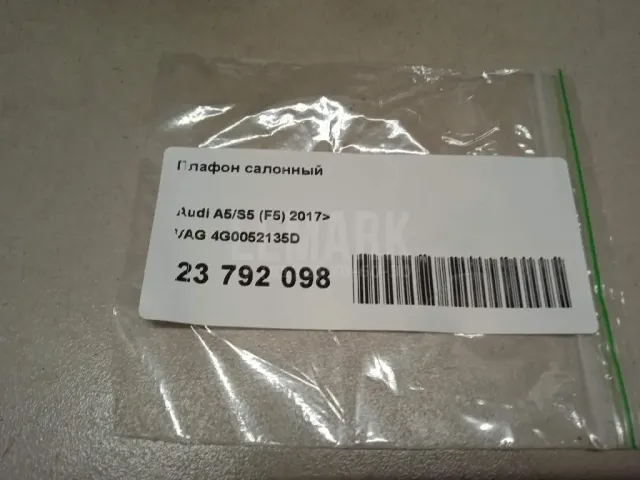 Плафон салонный
Audi A5/S5 (F5) 2017>
VAG 4G0052135D
23 792 098